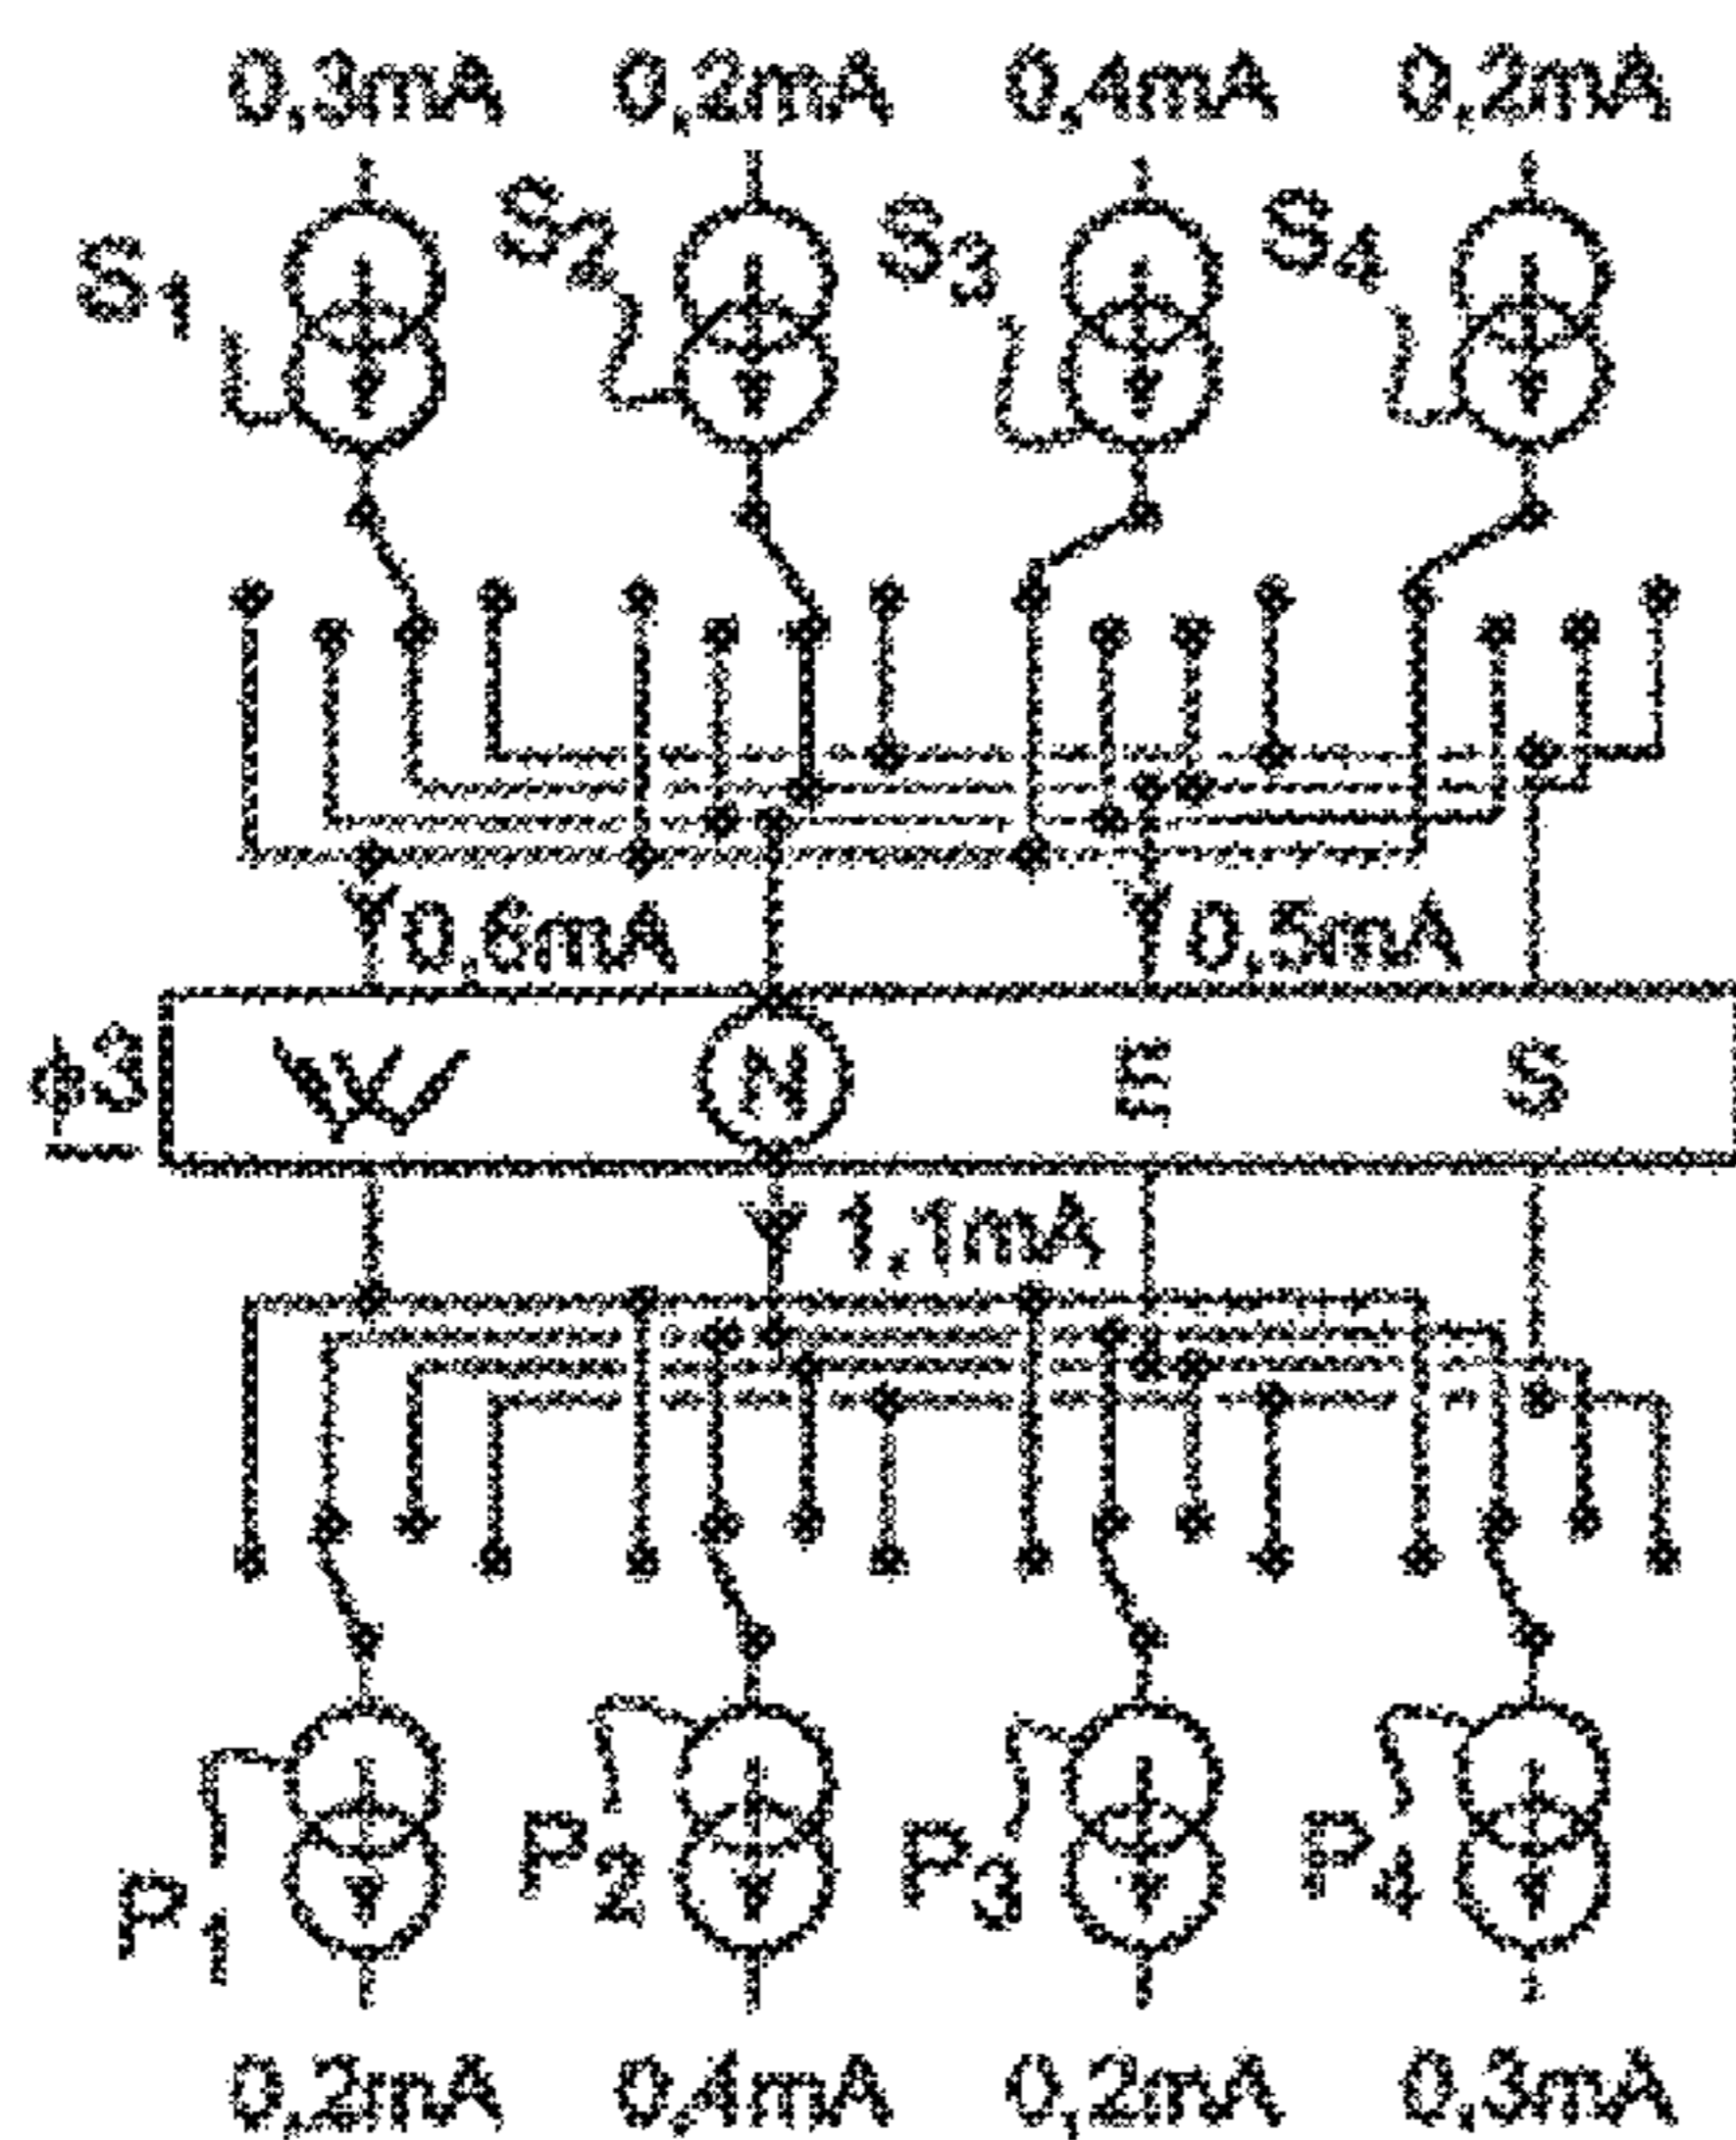 0,3mA 0,2mA 0,4mA 0,2mA
S1 S2 S3 S4
0,6mA 0,5mA
ϕ3 W N E S
1,1mA
P1 P2 P3 P4
0,2mA 0,4mA 0,2mA 0,3mA